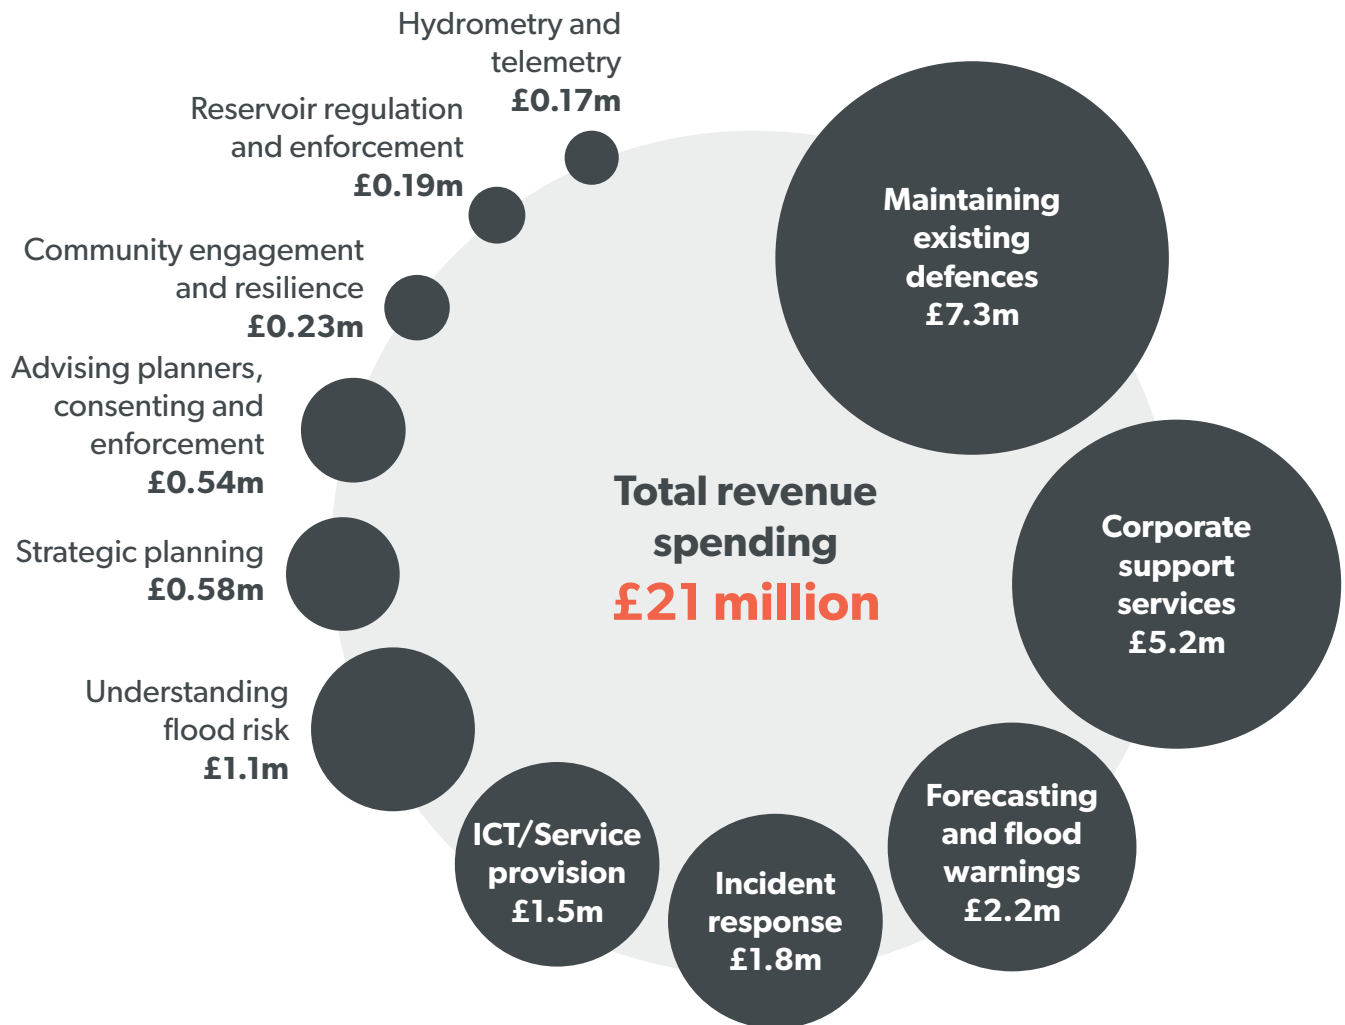 Hydrometry and
telemetry
£0.17m
Reservoir regulation
and enforcement
£0.19m
Community engagement
and resilience
£0.23m
Advising planners,
consenting and
enforcement
£0.54m
Strategic planning
£0.58m
Understanding
flood risk
£1.1m
ICT/Service
provision
£1.5m
Incident
response
£1.8m
Forecasting
and flood
warnings
£2.2m
Corporate
support
services
£5.2m
Maintaining
existing
defences
£7.3m
Total revenue
spending
£21 million